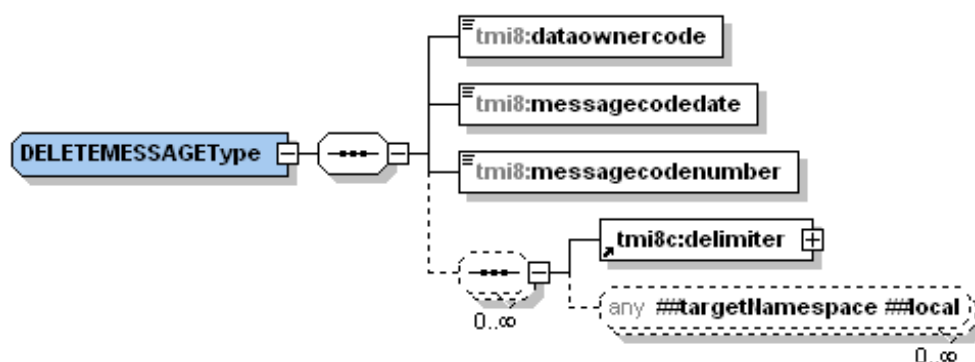 tmi8:dataownercode
tmi8:messagecodedate
DELETEMESSAGEType
tmi8:messagecodenumber
tmi8c:delimiter
0..∞
any ##targetNamespace ##local
0..∞